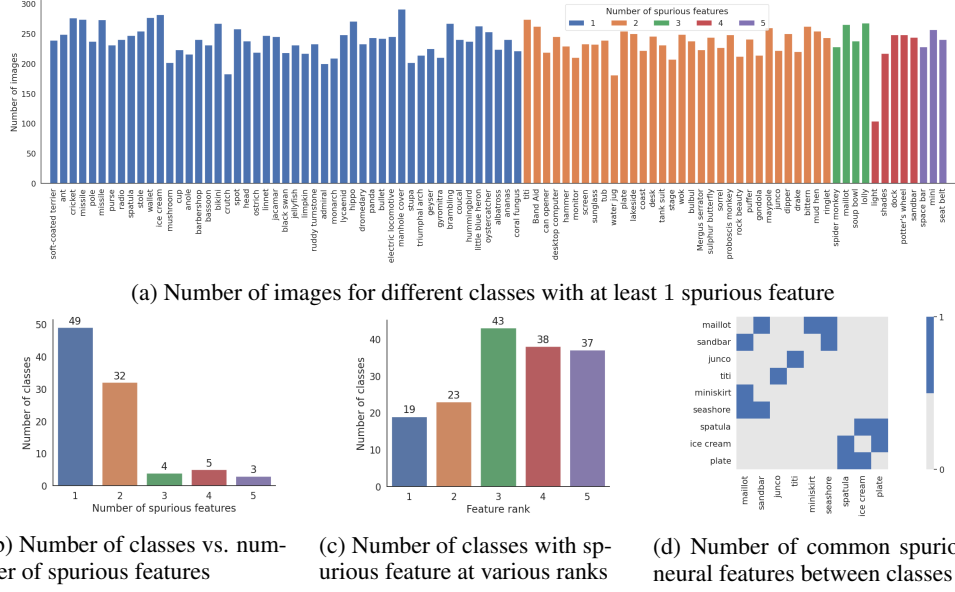 Number of spurious features
1 2 3 4 5
300
250
200
150
100
50
0
Number of images
soft-coated terrier
ant
cricket
missile
pole
missile
purse
radio
spatula
stole
wallet
ice cream
mushroom
cup
anole
barbershop
bassoon
bikini
crutch
spot
head
ostrich
linnet
jacamar
black swan
killyfish
limpkin
ruddy turnstone
admiral
monarch
lycaenid
hippo
dromedary
panda
bullet
electric locomotive
manhole cover
stupa
triumphal arch
geyser
gyromitra
brambling
coucal
hummingbird
little blue heron
oystercatcher
albatross
ananas
coral fungus
titi
Band Aid
can opener
desktop computer
hammer
monitor
screen
sunglass
tub
water jug
plate
lakeside
coast
desk
tank suit
stage
wok
bulbul
Mergus serrator
sulphur butterfly
sorrel
proboscis monkey
rock beauty
puffer
gondola
maypole
junco
dipper
drake
bittern
mud hen
ringlet
spider monkey
maillot
soup bowl
lolly
light
shades
dock
potter's wheel
sandbar
space bar
mini
seat belt
(a) Number of images for different classes with at least 1 spurious feature
50
40
30
20
10
0
Number of classes
49
32
4
5
3
1 2 3 4 5
Number of spurious features
40
30
20
10
0
Number of classes
19
23
43
38
37
1 2 3 4 5
Feature rank
maillot
sandbar
junco
titi
miniskirt
seashore
spatula
ice cream
plate
maillot
sandbar
junco
titi
miniskirt
seashore
spatula
ice cream
plate
1
0
) Number of classes vs. num-
er of spurious features
(c) Number of classes with sp-
urious feature at various ranks
(d) Number of common spurio
neural features between classes